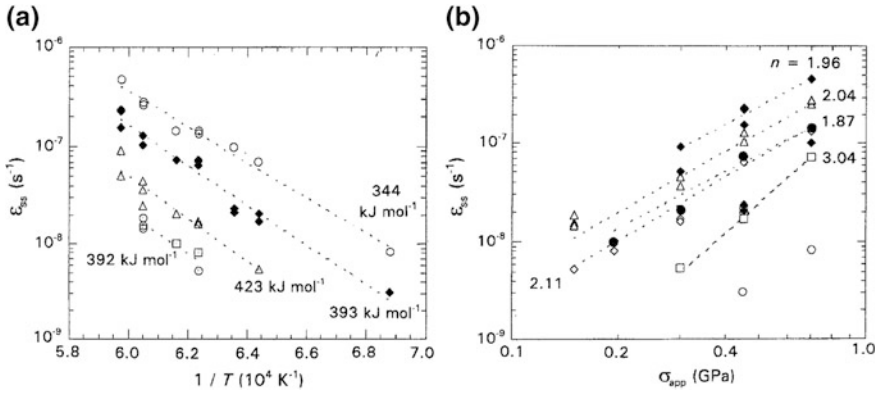 (a)
10⁻⁶
10⁻⁷
10⁻⁸
10⁻⁹
ε̇ss (s⁻¹)
344
kJ mol⁻¹
392 kJ mol⁻¹
423 kJ mol⁻¹
393 kJ mol⁻¹
5.8 6.0 6.2 6.4 6.6 6.8 7.0
1 / T (10⁴ K⁻¹)
(b)
10⁻⁶
10⁻⁷
10⁻⁸
10⁻⁹
ε̇ss (s⁻¹)
n = 1.96
2.04
1.87
3.04
2.11
0.1 0.2 0.4 1.0
σapp (GPa)